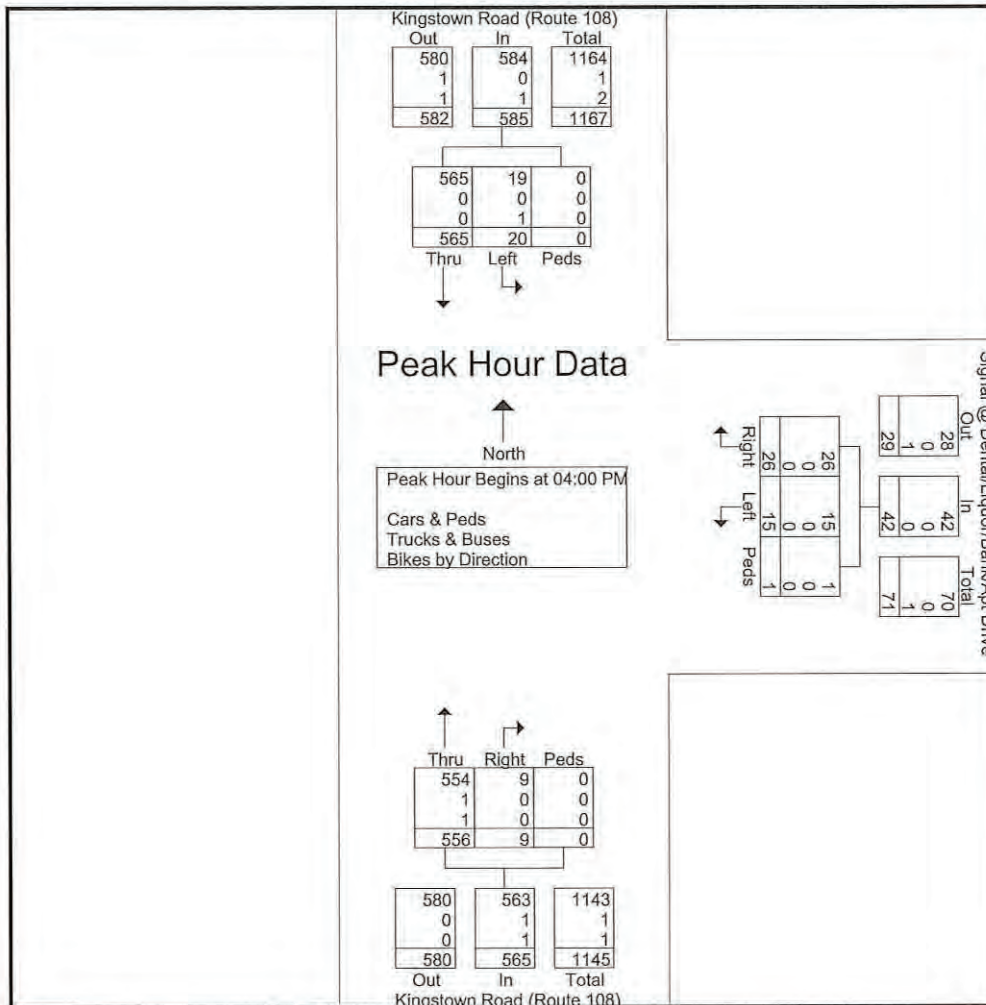 Kingstown Road (Route 108)
Out In Total
580 584 1164
1 0 1
1 1 2
582 585 1167
565 19 0
0 0 0
0 1 0
565 20 0
Thru Left Peds
Peak Hour Data
North
Peak Hour Begins at 04:00 PM
Cars & Peds
Trucks & Buses
Bikes by Direction
Signal @ Dental/Liquor/Bank/Apt Drive
Out In Total
28 42 70
0 0 0
1 0 1
29 42 71
26 15 1
0 0 0
0 0 0
26 15 1
Right Left Peds
Thru Right Peds
554 9 0
1 0 0
1 0 0
556 9 0
580 563 1143
0 1 1
0 1 1
580 565 1145
Out In Total
Kingstown Road (Route 108)